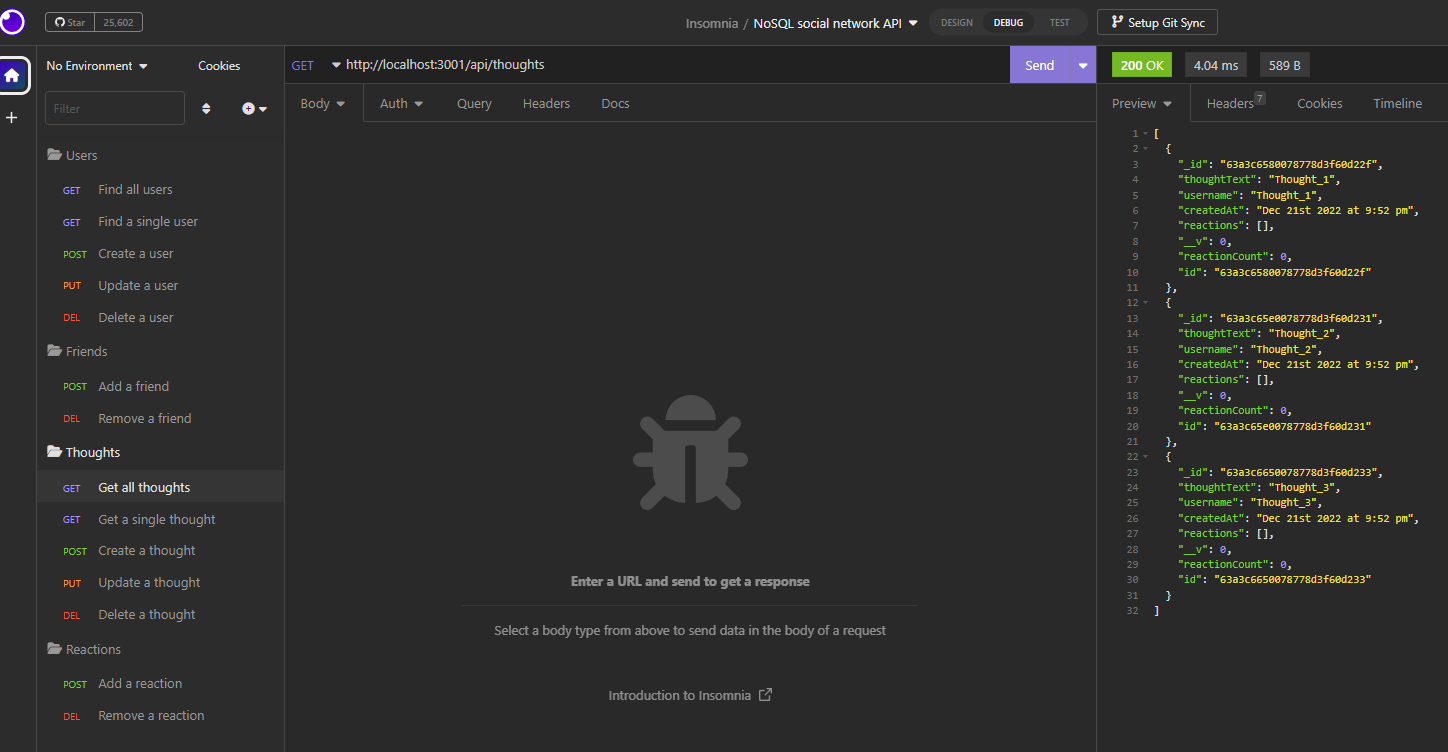 Star 25,602
Insomnia / NoSQL social network API
DESIGN DEBUG TEST
Setup Git Sync
No Environment
Cookies
Filter
Users
GET Find all users
GET Find a single user
POST Create a user
PUT Update a user
DEL Delete a user
Friends
POST Add a friend
DEL Remove a friend
Thoughts
GET Get all thoughts
GET Get a single thought
POST Create a thought
PUT Update a thought
DEL Delete a thought
Reactions
POST Add a reaction
DEL Remove a reaction
GET http://localhost:3001/api/thoughts
Send
Body Auth Query Headers Docs
Enter a URL and send to get a response
Select a body type from above to send data in the body of a request
Introduction to Insomnia
200 OK 4.04 ms 589 B
Preview Headers 7 Cookies Timeline
1 [
2 {
3 "_id": "63a3c6580078778d3f60d22f",
4 "thoughtText": "Thought_1",
5 "username": "Thought_1",
6 "createdAt": "Dec 21st 2022 at 9:52 pm",
7 "reactions": [],
8 "__v": 0,
9 "reactionCount": 0,
10 "id": "63a3c6580078778d3f60d22f"
11 },
12 {
13 "_id": "63a3c65e0078778d3f60d231",
14 "thoughtText": "Thought_2",
15 "username": "Thought_2",
16 "createdAt": "Dec 21st 2022 at 9:52 pm",
17 "reactions": [],
18 "__v": 0,
19 "reactionCount": 0,
20 "id": "63a3c65e0078778d3f60d231"
21 },
22 {
23 "_id": "63a3c6650078778d3f60d233",
24 "thoughtText": "Thought_3",
25 "username": "Thought_3",
26 "createdAt": "Dec 21st 2022 at 9:52 pm",
27 "reactions": [],
28 "__v": 0,
29 "reactionCount": 0,
30 "id": "63a3c6650078778d3f60d233"
31 }
32 ]